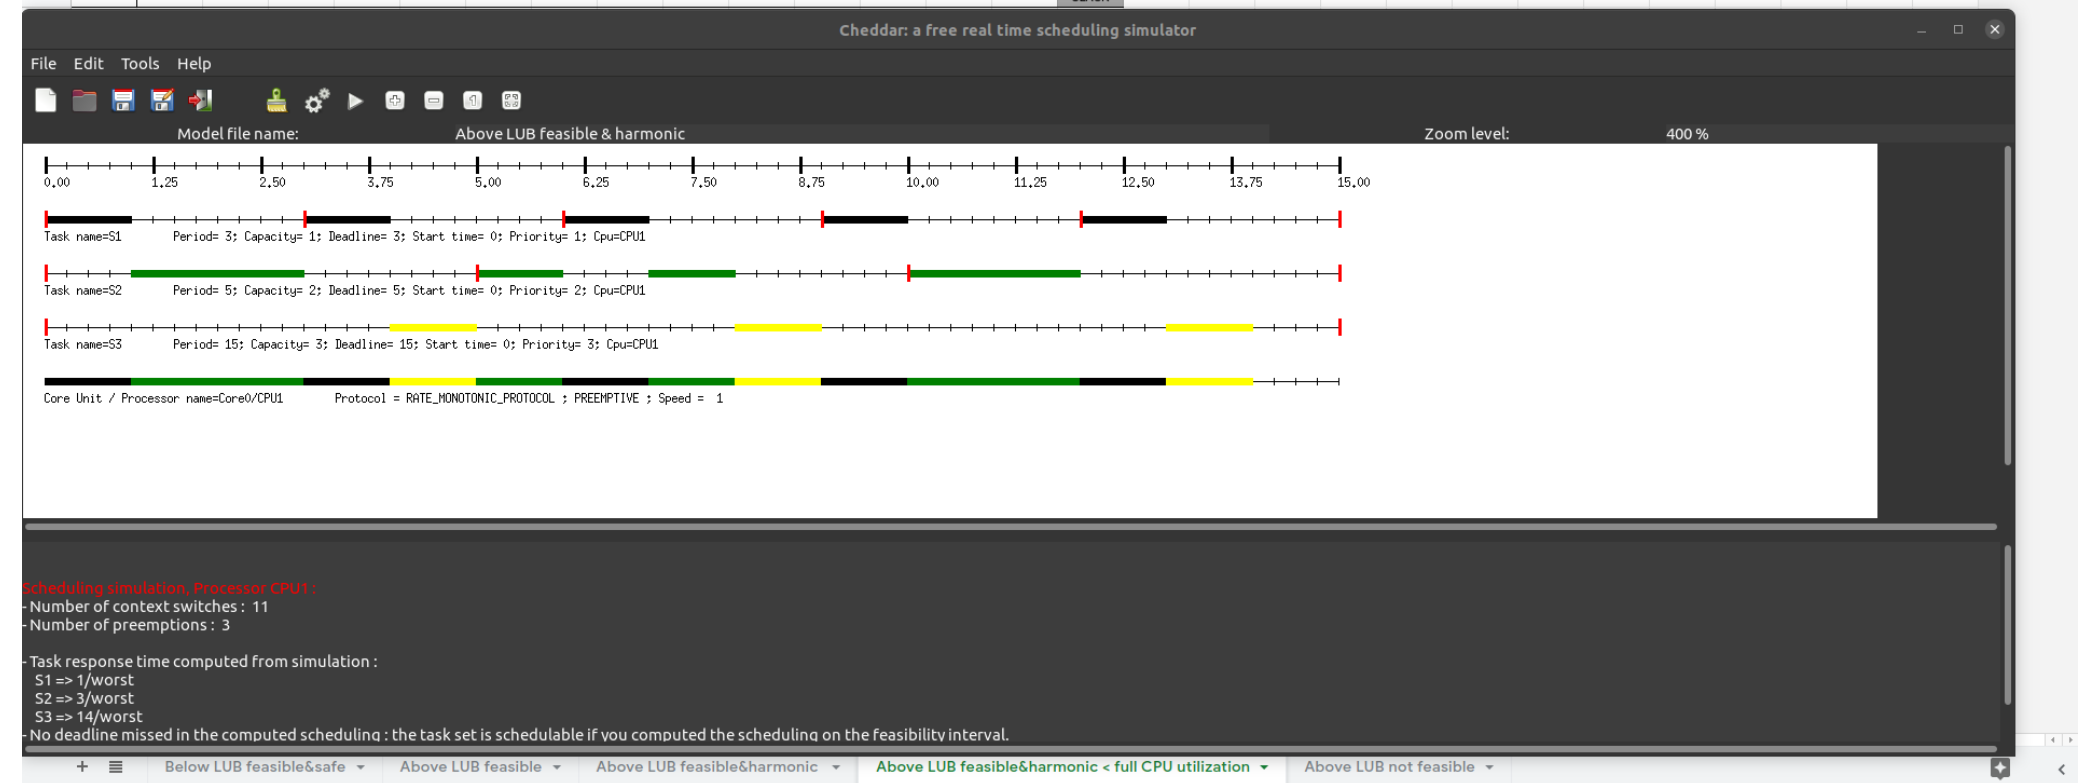 Cheddar: a free real time scheduling simulator
File Edit Tools Help
Model file name: Above LUB feasible & harmonic Zoom level: 400 %
0.00 1.25 2.50 3.75 5.00 6.25 7.50 8.75 10.00 11.25 12.50 13.75 15.00
Task name=S1 Period= 3; Capacity= 1; Deadline= 3; Start time= 0; Priority= 1; Cpu=CPU1
Task name=S2 Period= 5; Capacity= 2; Deadline= 5; Start time= 0; Priority= 2; Cpu=CPU1
Task name=S3 Period= 15; Capacity= 3; Deadline= 15; Start time= 0; Priority= 3; Cpu=CPU1
Core Unit / Processor name=Core0/CPU1 Protocol = RATE_MONOTONIC_PROTOCOL ; PREEMPTIVE ; Speed = 1
Scheduling simulation, Processor CPU1 :
- Number of context switches : 11
- Number of preemptions : 3
- Task response time computed from simulation :
S1 => 1/worst
S2 => 3/worst
S3 => 14/worst
- No deadline missed in the computed scheduling : the task set is schedulable if you computed the scheduling on the feasibility interval.
Below LUB feasible&safe Above LUB feasible Above LUB feasible&harmonic Above LUB feasible&harmonic < full CPU utilization Above LUB not feasible